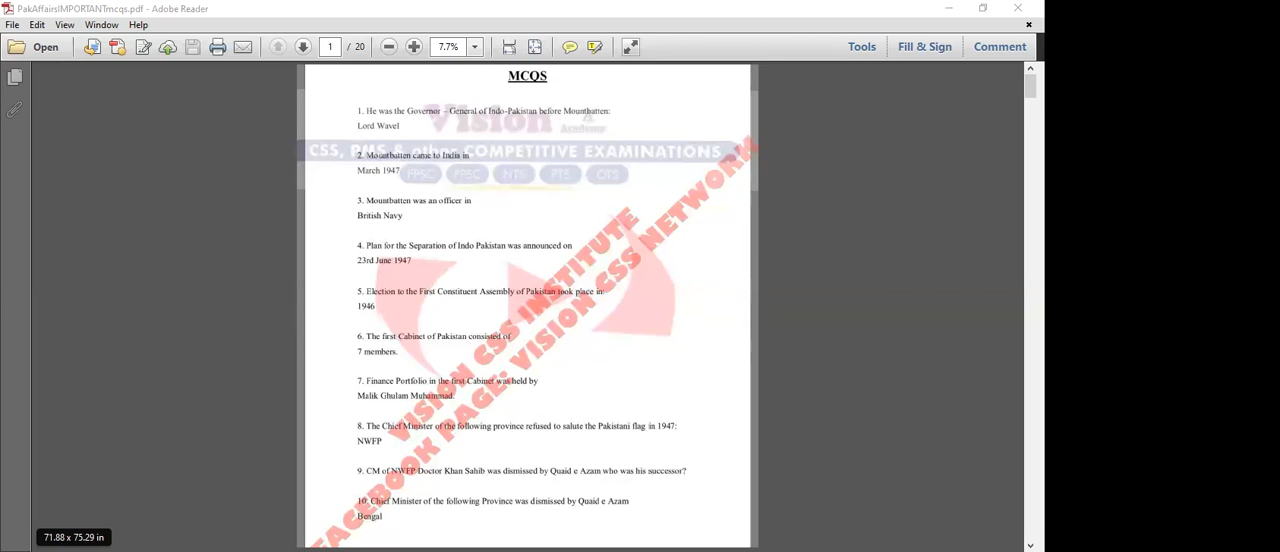 PakAffairsIMPORTANTmcqs.pdf - Adobe Reader
File Edit View Window Help
Open 1 / 20 7.7% Tools Fill & Sign Comment
MCQS
1. He was the Governor – General of Indo-Pakistan before Mounthatten:
Lord Wavel
Vision
Academy
CSS, PMS & other COMPETITIVE EXAMINATIONS
2. Mountbatten came to India in
March 1947
FPSC PPSC NTS PTS OTS
3. Mountbatten was an officer in
British Navy
4. Plan for the Separation of Indo Pakistan was announced on
23rd June 1947
5. Election to the First Constituent Assembly of Pakistan took place in:
1946
6. The first Cabinet of Pakistan consisted of
7 members.
7. Finance Portfolio in the first Cabinet was held by
Malik Ghulam Muhammad.
8. The Chief Minister of the following province refused to salute the Pakistani flag in 1947:
NWFP
9. CM of NWFP Doctor Khan Sahib was dismissed by Quaid e Azam who was his successor?
10. Chief Minister of the following Province was dismissed by Quaid e Azam
Bengal
VISION CSS INSTITUTE
FACEBOOK PAGE: VISION CSS NETWORK
71.88 x 75.29 in